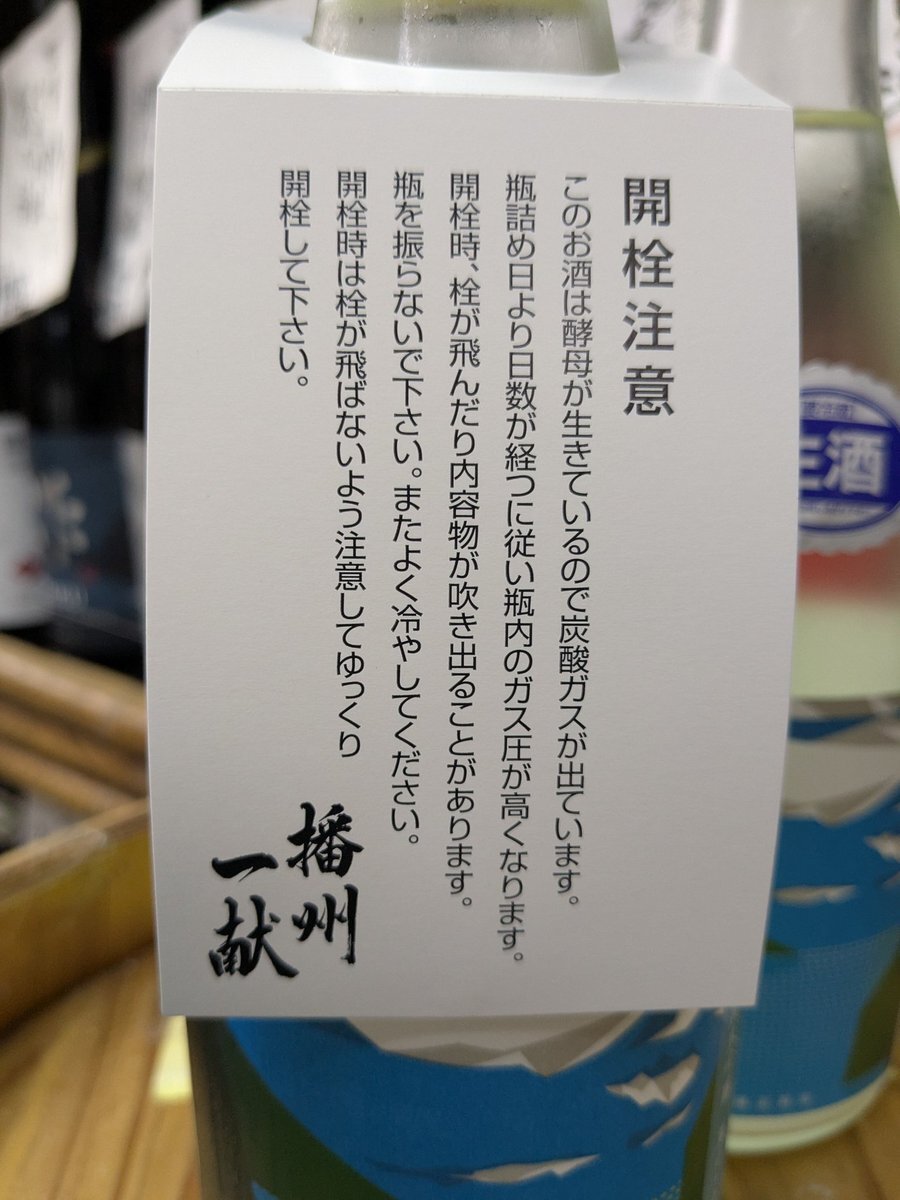 開栓注意
このお酒は酵母が生きているので炭酸ガスが出ています。
瓶詰め日より日数が経つに従い瓶内のガス圧が高くなります。
開栓時、栓が飛んだり内容物が吹き出ることがあります。
瓶を振らないで下さい。またよく冷やしてください。
開栓時は栓が飛ばないよう注意してゆっくり
開栓して下さい。
播州
一献
生酒